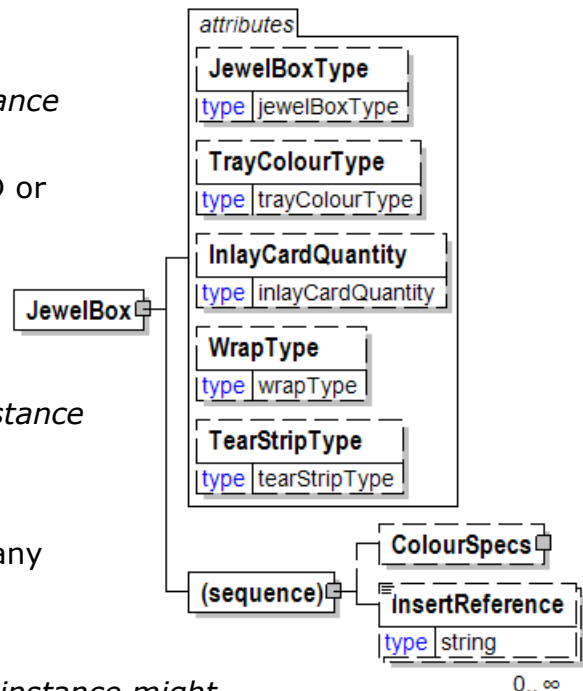 attributes
JewelBoxType
type jewelBoxType
ance
TrayColourType
O or
type trayColourType
InlayCardQuantity
type inlayCardQuantity
JewelBox
WrapType
type wrapType
stance
TearStripType
type tearStripType
ColourSpecs
any
(sequence)
InsertReference
type string
0..∞
instance might